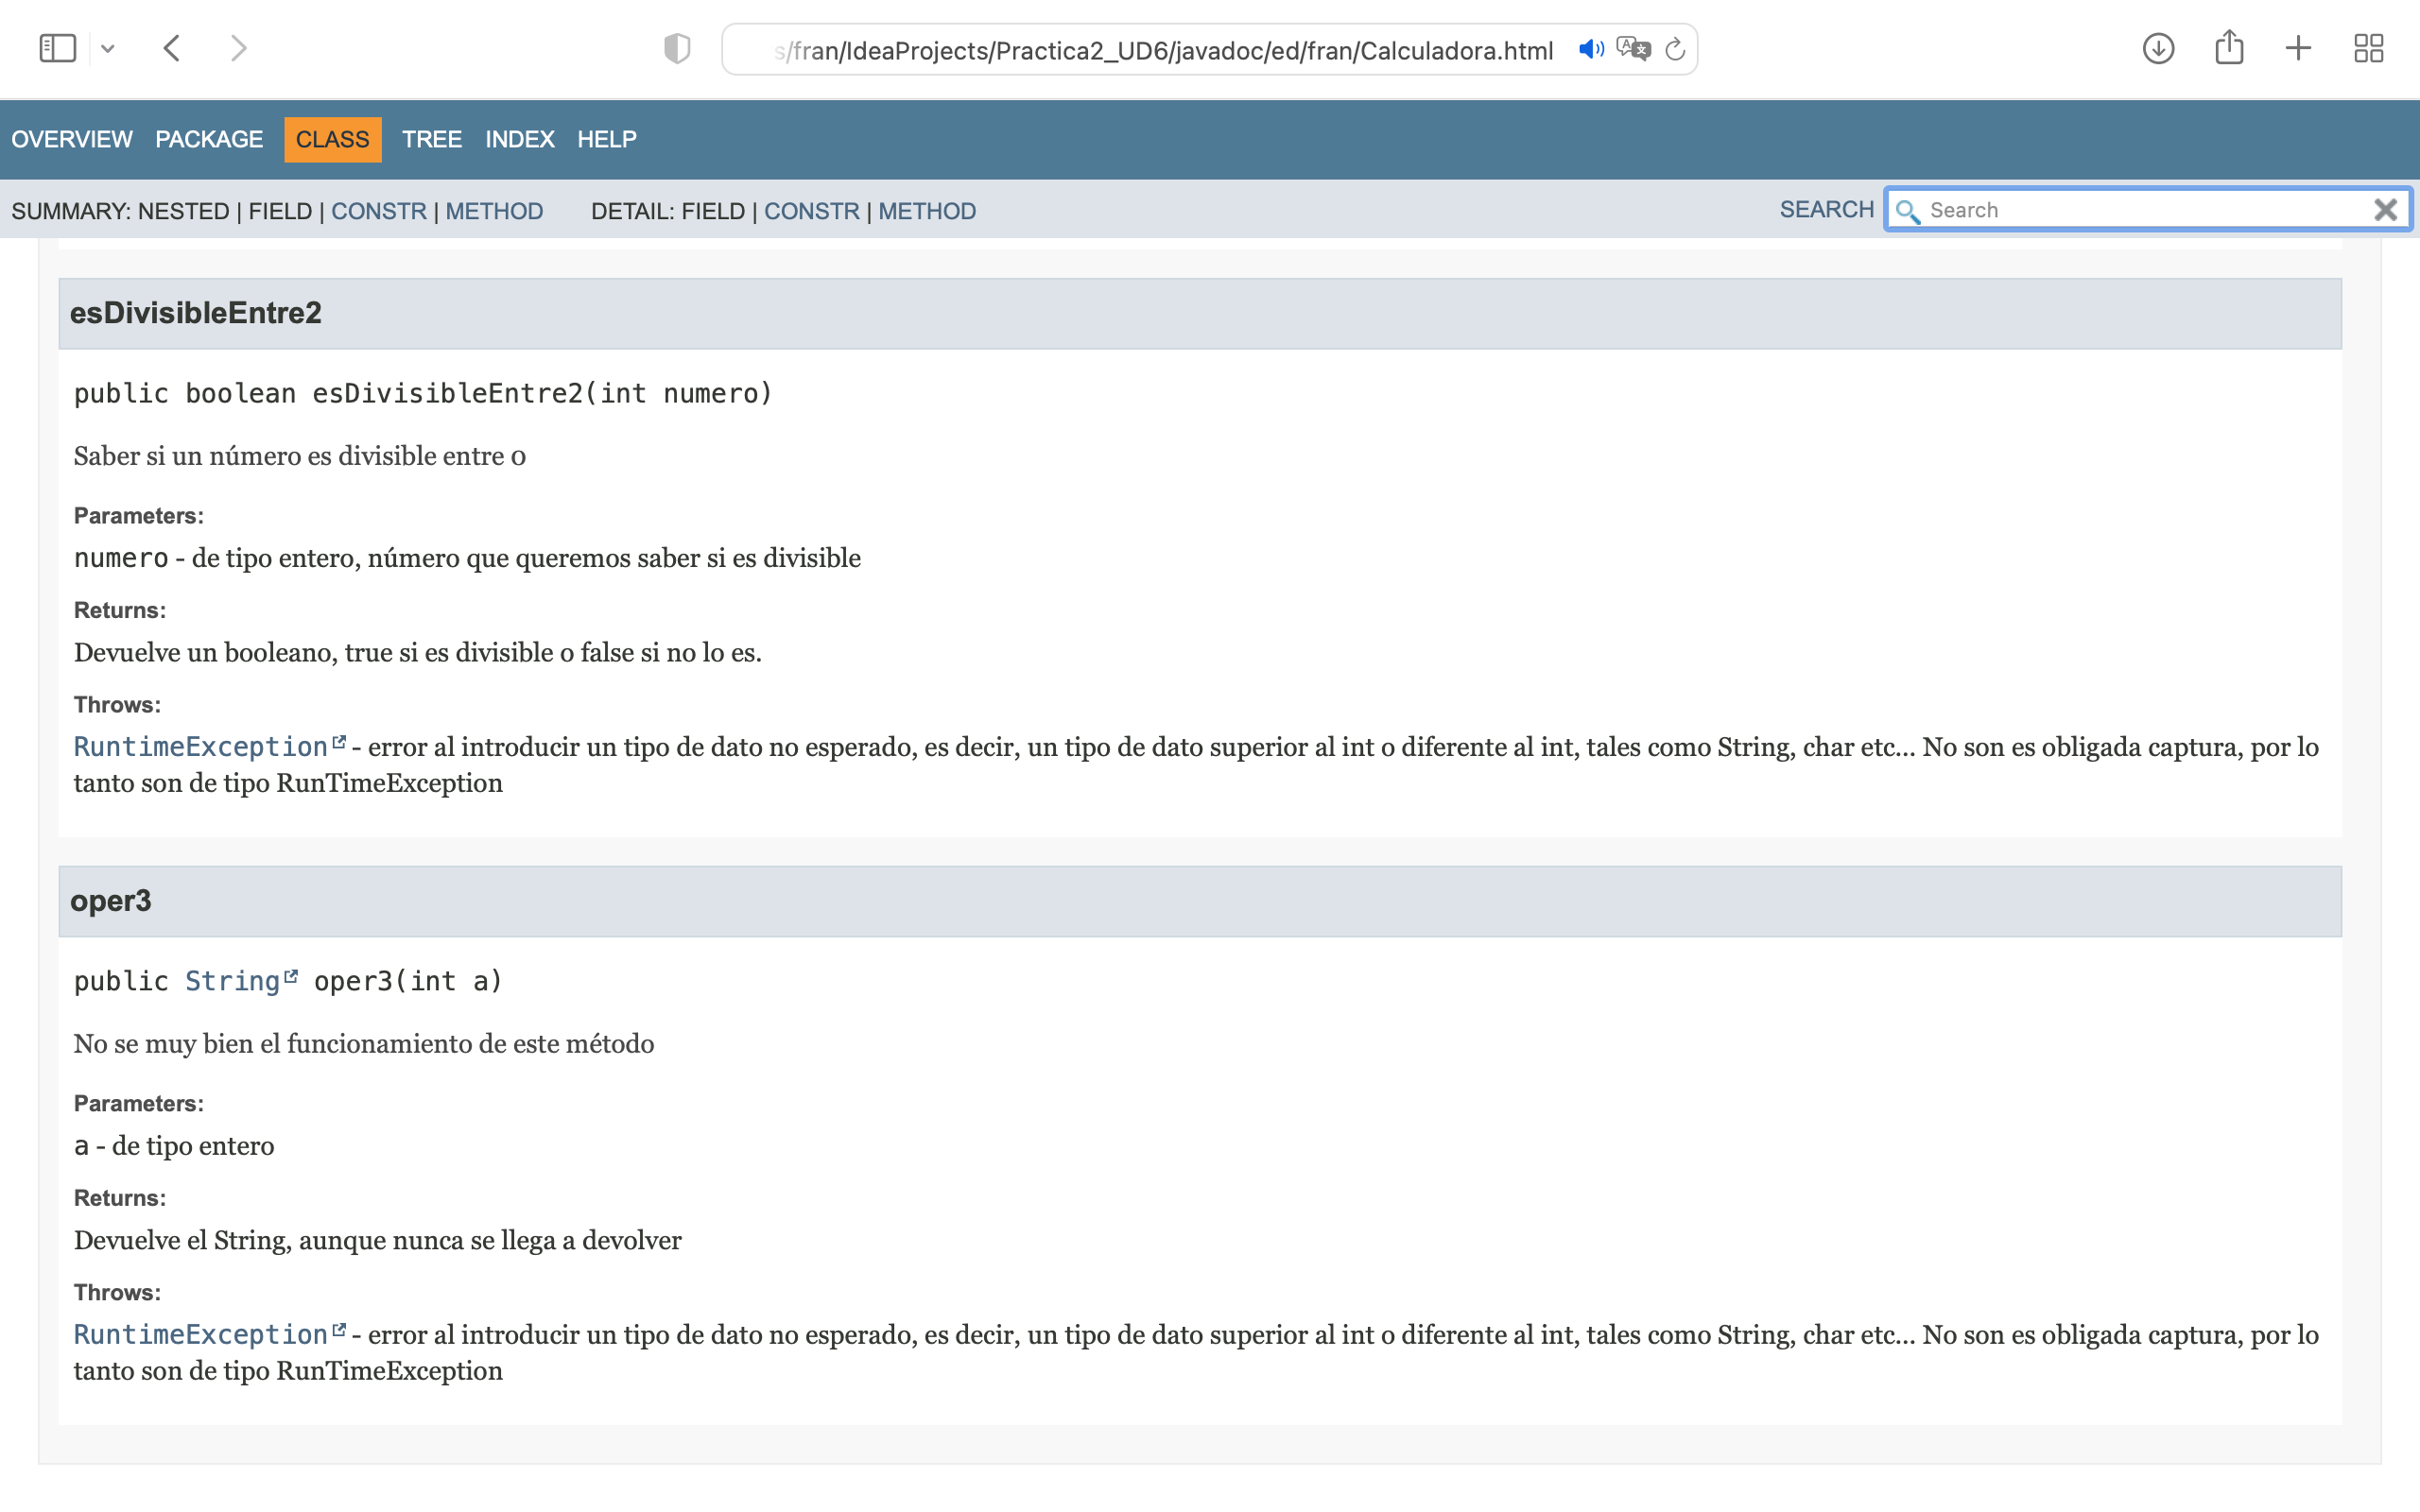 s/fran/IdeaProjects/Practica2_UD6/javadoc/ed/fran/Calculadora.html
OVERVIEW PACKAGE CLASS TREE INDEX HELP
SUMMARY: NESTED | FIELD | CONSTR | METHOD DETAIL: FIELD | CONSTR | METHOD SEARCH Search
esDivisibleEntre2
public boolean esDivisibleEntre2(int numero)
Saber si un número es divisible entre 0
Parameters:
numero - de tipo entero, número que queremos saber si es divisible
Returns:
Devuelve un booleano, true si es divisible o false si no lo es.
Throws:
RuntimeException - error al introducir un tipo de dato no esperado, es decir, un tipo de dato superior al int o diferente al int, tales como String, char etc... No son es obligada captura, por lo
tanto son de tipo RunTimeException
oper3
public String oper3(int a)
No se muy bien el funcionamiento de este método
Parameters:
a - de tipo entero
Returns:
Devuelve el String, aunque nunca se llega a devolver
Throws:
RuntimeException - error al introducir un tipo de dato no esperado, es decir, un tipo de dato superior al int o diferente al int, tales como String, char etc... No son es obligada captura, por lo
tanto son de tipo RunTimeException